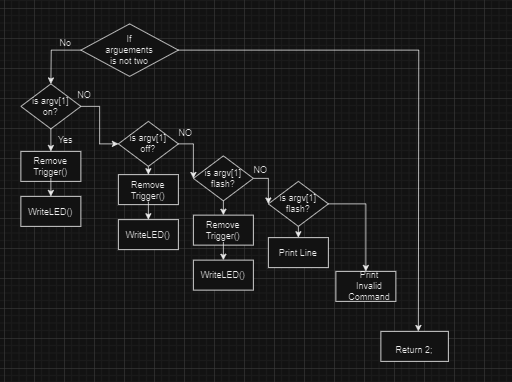 If
arguements
is not two
No
is argv[1]
on?
NO
Yes
Remove
Trigger()
WriteLED()
is argv[1]
off?
NO
Remove
Trigger()
WriteLED()
is argv[1]
flash?
NO
Remove
Trigger()
WriteLED()
is argv[1]
flash?
Print Line
Print
Invalid
Command
Return 2;